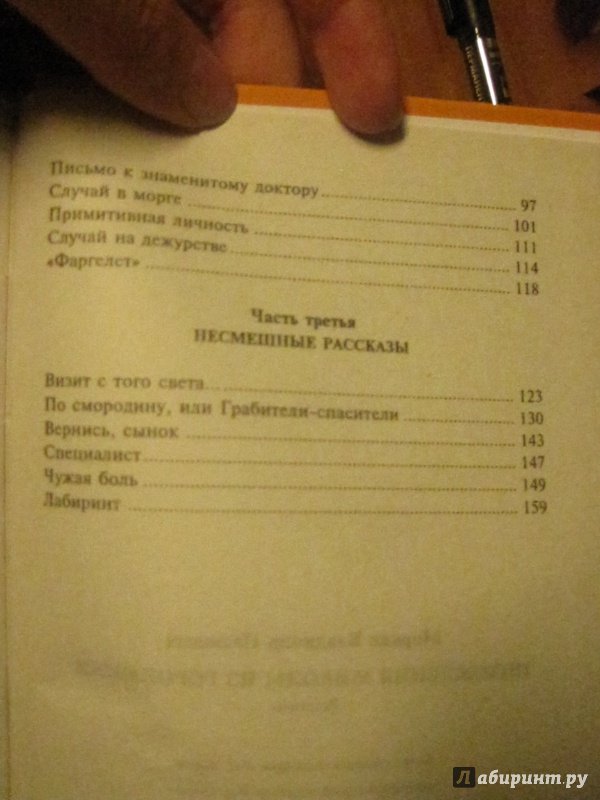 Письмо к знаменитому доктору 97
Случай в морге 101
Примитивная личность 111
Случай на дежурстве 114
«Фаргелст» 118
Часть третья
НЕСМЕШНЫЕ РАССКАЗЫ
Визит с того света 123
По смородину, или Грабители-спасители 130
Вернись, сынок 143
Специалист 147
Чужая боль 149
Лабиринт 159
Лабиринт.ру